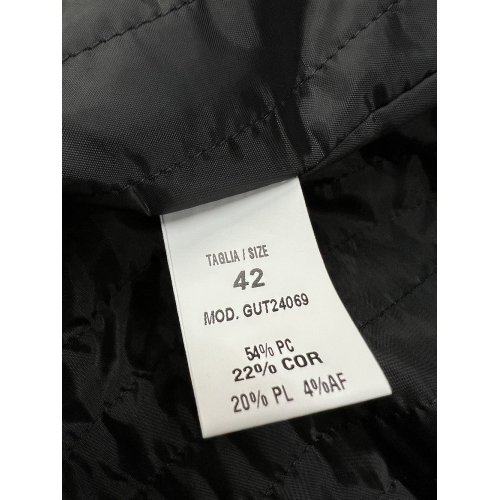 TAGLIA / SIZE
42
MOD. GUT24069
54% PC
22% COR
20% PL 4%AF